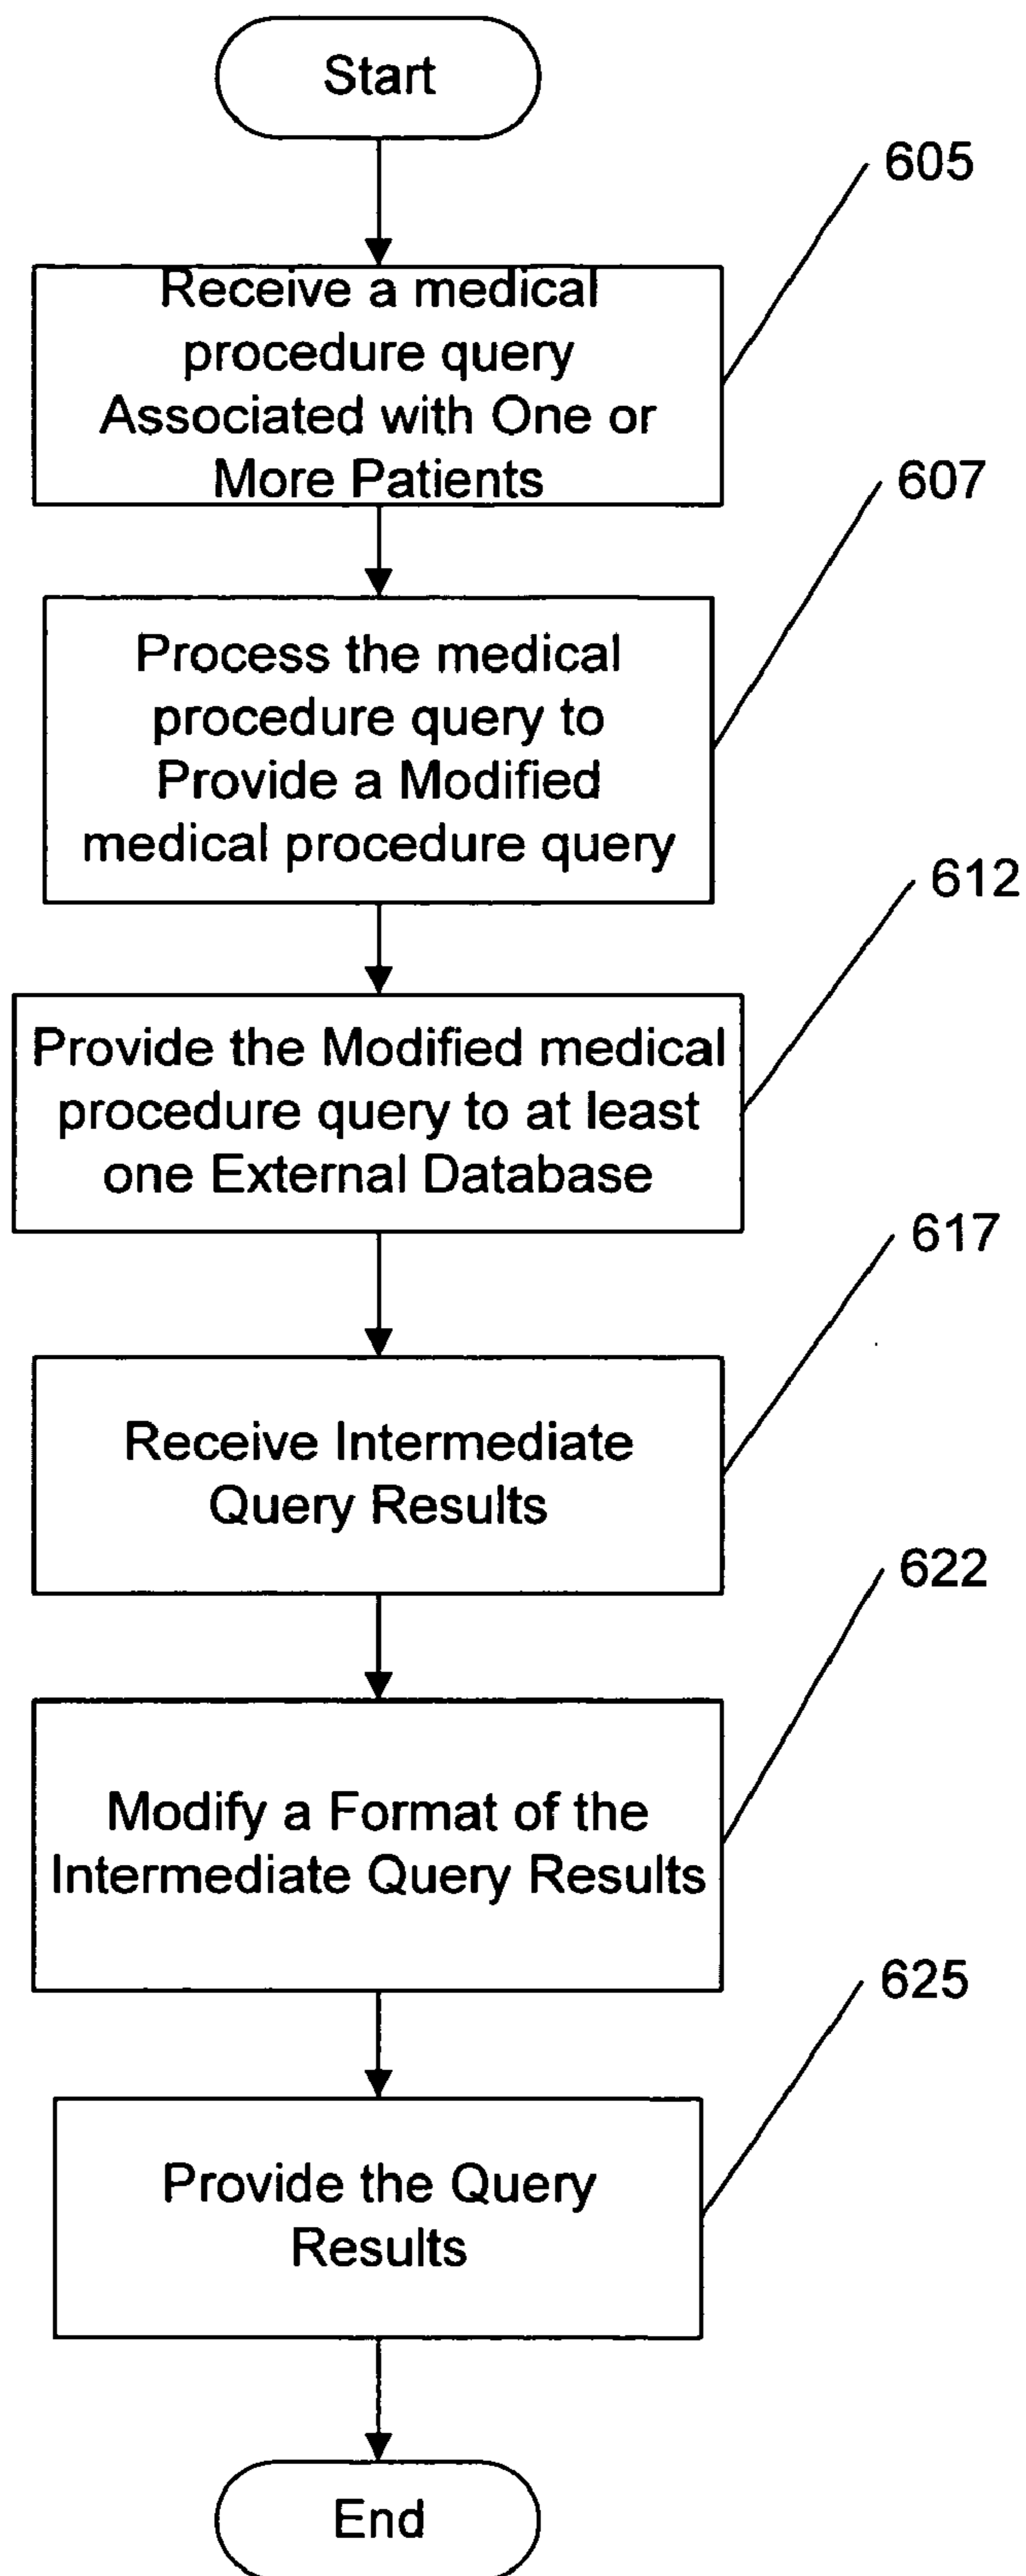 Start
605
Receive a medical
procedure query
Associated with One or
More Patients
607
Process the medical
procedure query to
Provide a Modified
medical procedure query
612
Provide the Modified medical
procedure query to at least
one External Database
617
Receive Intermediate
Query Results
622
Modify a Format of the
Intermediate Query Results
625
Provide the Query
Results
End